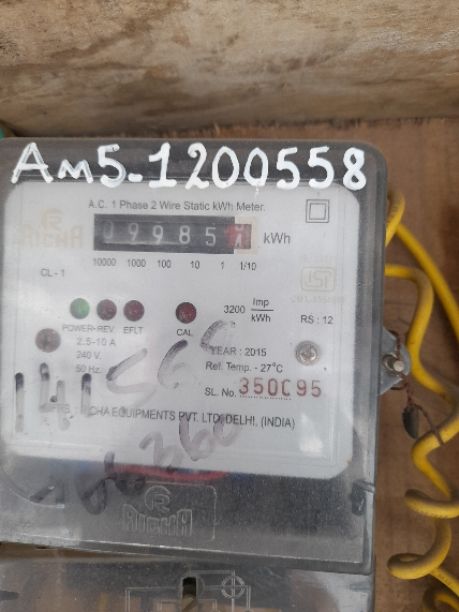 AM5-1200558
A.C. 1 Phase 2 Wire Static kWh Meter.
RICHA
09985 kWh
10000 1000 100 10 1 1/10
CL - 1
ISI
3200 Imp/kWh
POWER REV. EFLT CAL.
RS : 12
2.5-10 A
240 V.
50 Hz.
YEAR : 2015
Ref. Temp. - 27°C
SL. No. 350C95
CHA EQUIPMENTS PVT. LTD. DELHI, (INDIA)
RICHA